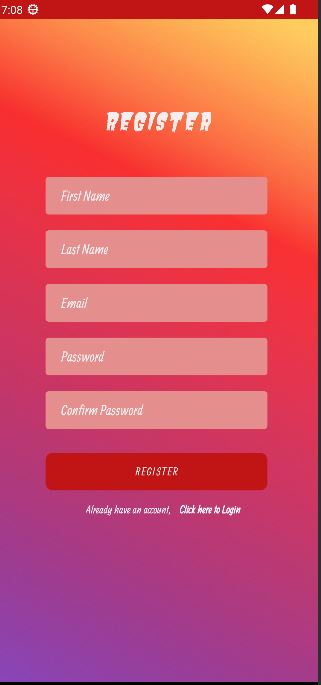 7:08
REGISTER
First Name
Last Name
Email
Password
Confirm Password
REGISTER
Already have an account, Click here to Login